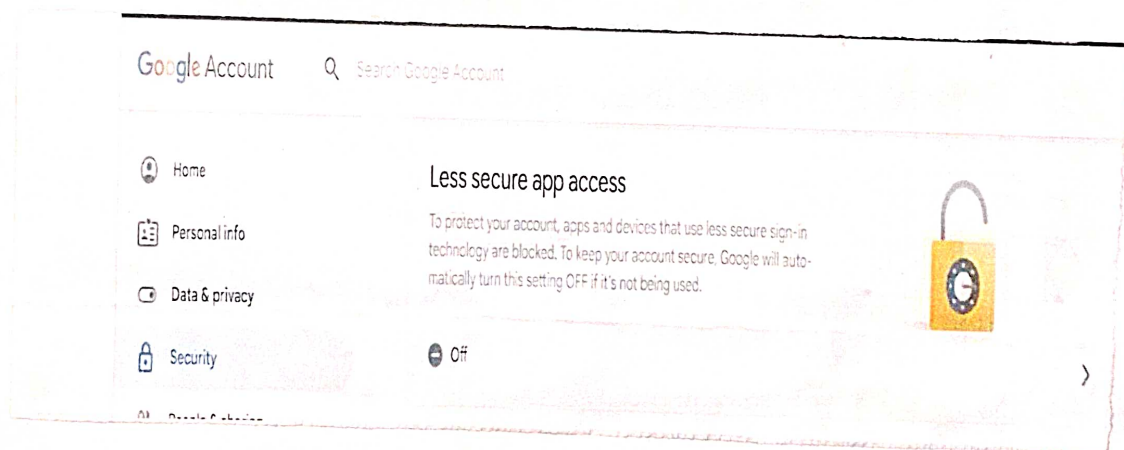 Google Account
Search Google Account
Home
Personal info
Data & privacy
Security
People & sharing
Less secure app access
To protect your account, apps and devices that use less secure sign-in
technology are blocked. To keep your account secure, Google will auto-
matically turn this setting OFF if it's not being used.
Off